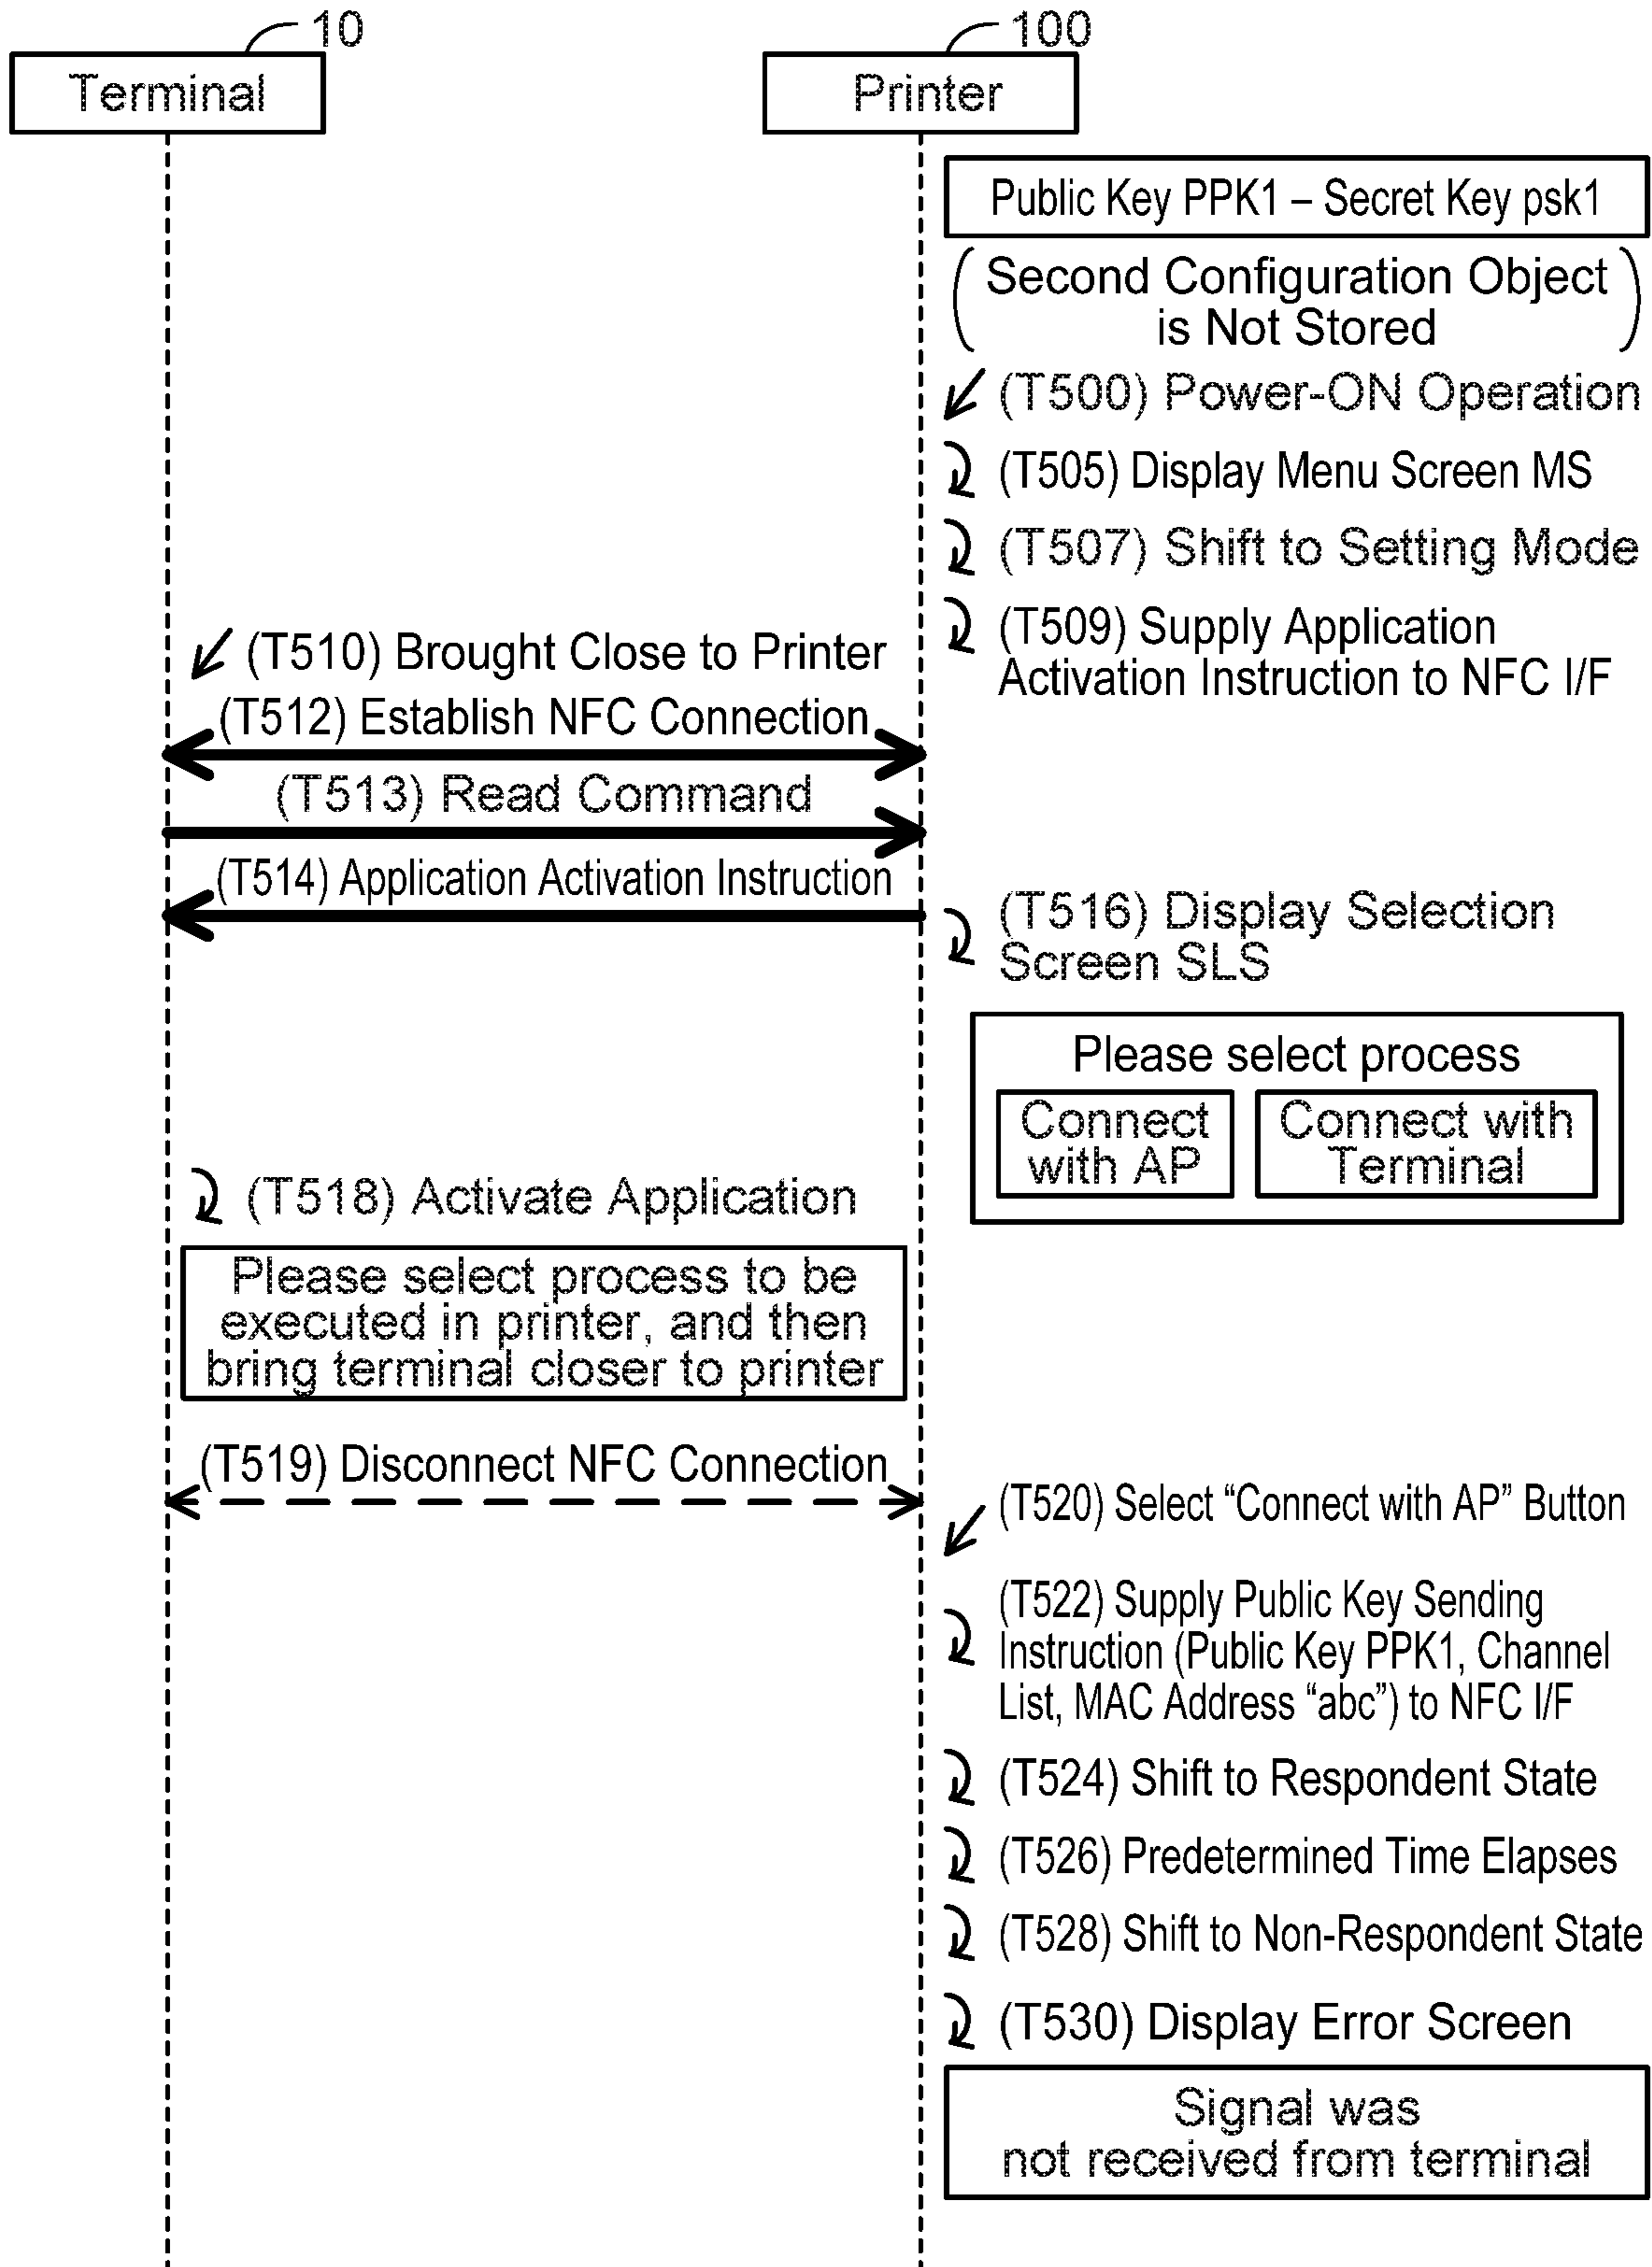 10
100
Terminal
Printer
Public Key PPK1 – Secret Key psk1
(Second Configuration Object
is Not Stored)
(T500) Power-ON Operation
(T505) Display Menu Screen MS
(T507) Shift to Setting Mode
(T509) Supply Application
Activation Instruction to NFC I/F
(T510) Brought Close to Printer
(T512) Establish NFC Connection
(T513) Read Command
(T514) Application Activation Instruction
(T516) Display Selection
Screen SLS
Please select process
Connect
with AP
Connect with
Terminal
(T518) Activate Application
Please select process to be
executed in printer, and then
bring terminal closer to printer
(T519) Disconnect NFC Connection
(T520) Select “Connect with AP” Button
(T522) Supply Public Key Sending
Instruction (Public Key PPK1, Channel
List, MAC Address “abc”) to NFC I/F
(T524) Shift to Respondent State
(T526) Predetermined Time Elapses
(T528) Shift to Non-Respondent State
(T530) Display Error Screen
Signal was
not received from terminal